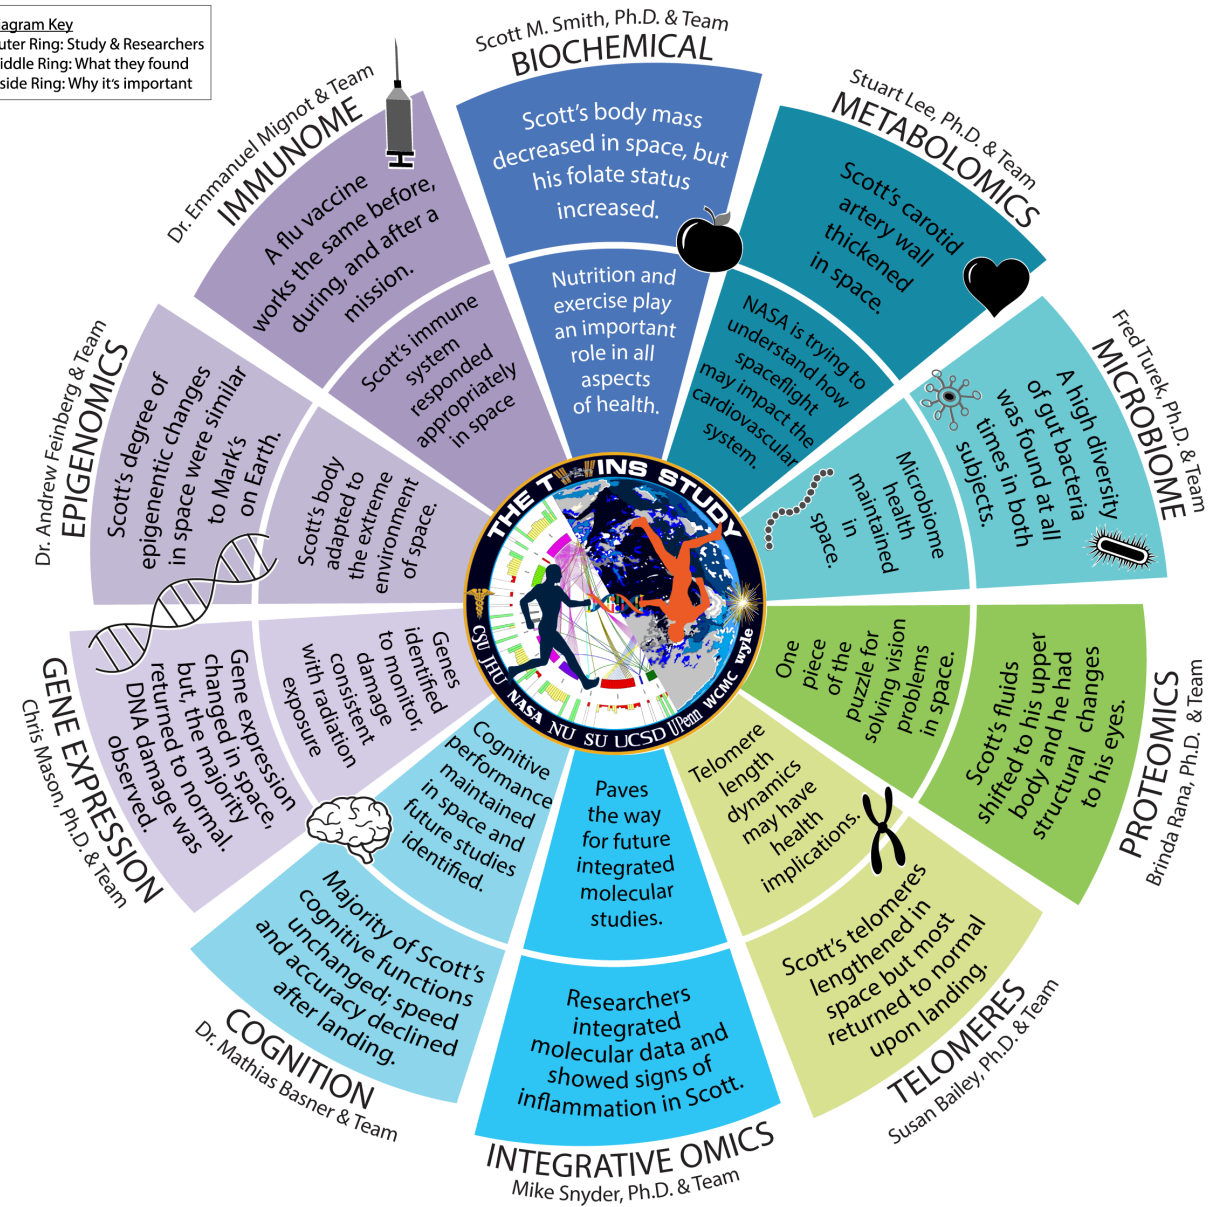 iagram Key
uter Ring: Study & Researchers
iddle Ring: What they found
side Ring: Why it's important
Scott M. Smith, Ph.D. & Team
BIOCHEMICAL
Scott's body mass
decreased in space, but
his folate status
increased.
Nutrition and
exercise play
an important
role in all
aspects
of health.
Stuart Lee, Ph.D. & Team
METABOLOMICS
Scott's carotid
artery wall
thickened
in space.
NASA is trying to
understand how
spaceflight
may impact the
cardiovascular
system.
Fred Turek, Ph.D. & Team
MICROBIOME
A high diversity
of gut bacteria
was found at all
times in both
subjects.
Microbiome
health
maintained
in
space.
PROTEOMICS
Brinda Rana, Ph.D. & Team
Scott's fluids
shifted to his upper
body and he had
structural changes
to his eyes.
One
piece
of the
puzzle for
solving vision
problems
in space.
TELOMERES
Susan Bailey, Ph.D. & Team
Scott's telomeres
lengthened in
space but most
returned to normal
upon landing.
Telomere
length
dynamics
may have
health
implications.
INTEGRATIVE OMICS
Mike Snyder, Ph.D. & Team
Researchers
integrated
molecular data and
showed signs of
inflammation in Scott.
Paves
the way
for future
integrated
molecular
studies.
COGNITION
Dr. Mathias Basner & Team
Majority of Scott's
cognitive functions
unchanged; speed
and accuracy declined
after landing.
Cognitive
performance
maintained
in space and
future studies
identified.
GENE EXPRESSION
Chris Mason, Ph.D. & Team
Gene expression
changed in space,
but, the majority
returned to normal.
DNA damage was
observed.
Genes
identified
to monitor,
damage
consistent
with radiation
exposure
Dr. Andrew Feinberg & Team
EPIGENOMICS
Scott's degree of
epigenentic changes
in space were similar
to Mark's
on Earth.
Scott's body
adapted to
the extreme
environment
of space.
Dr. Emmanuel Mignot & Team
IMMUNOME
A flu vaccine
works the same before,
during, and after a
mission.
Scott's immune
system
responded
appropriately
in space
THE TWINS STUDY
CSU JHU NASA NU SU UCSD UPenn WCMC wyle